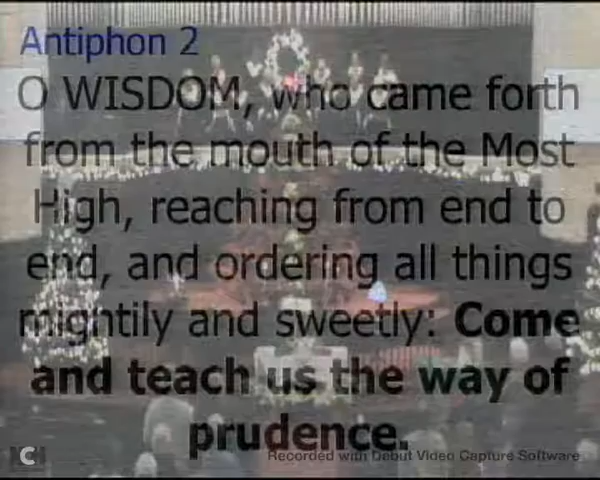 Antiphon 2
O WISDOM, who came forth
from the mouth of the Most
High, reaching from end to
end, and ordering all things
mightily and sweetly: Come
and teach us the way of
prudence.
C
Recorded with Debut Video Capture Software